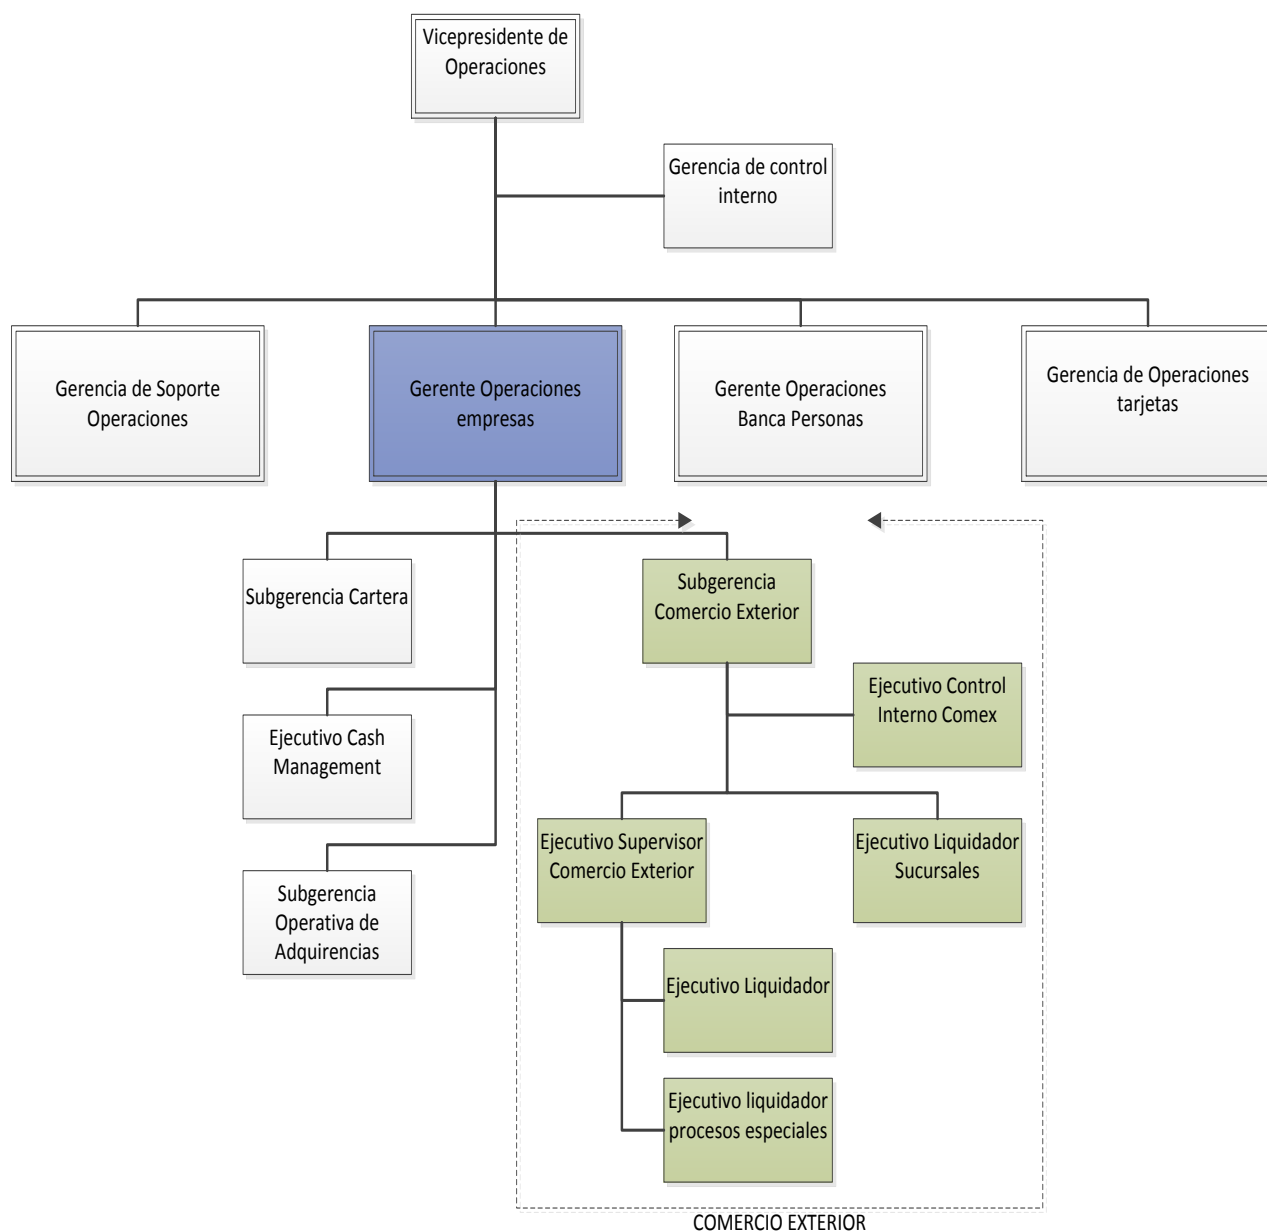 Vicepresidente de
Operaciones
Gerencia de control
interno
Gerencia de Soporte
Operaciones
Gerente Operaciones
empresas
Gerente Operaciones
Banca Personas
Gerencia de Operaciones
tarjetas
Subgerencia Cartera
Subgerencia
Comercio Exterior
Ejecutivo Control
Interno Comex
Ejecutivo Cash
Management
Ejecutivo Supervisor
Comercio Exterior
Ejecutivo Liquidador
Sucursales
Subgerencia
Operativa de
Adquirencias
Ejecutivo Liquidador
Ejecutivo liquidador
procesos especiales
COMERCIO EXTERIOR